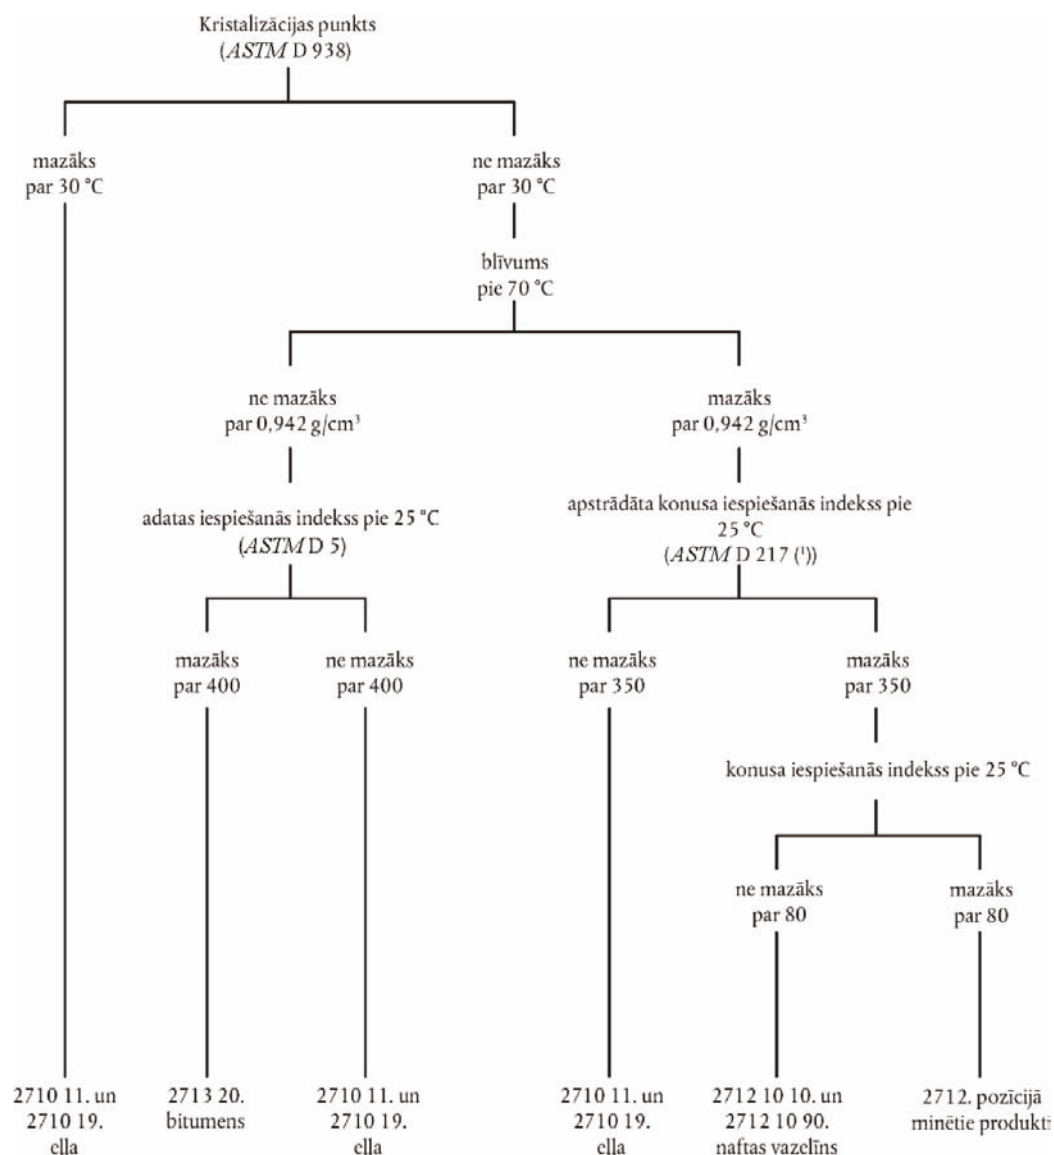 Kristalizācijas punkts
(ASTM D 938)
mazāks
par 30 °C
ne mazāks
par 30 °C
blīvums
pie 70 °C
ne mazāks
par 0,942 g/cm³
mazāks
par 0,942 g/cm³
adatas iespiešanās indekss pie 25 °C
(ASTM D 5)
apstrādāta konusa iespiešanās indekss pie
25 °C
(ASTM D 217 (¹))
mazāks
par 400
ne mazāks
par 400
ne mazāks
par 350
mazāks
par 350
konusa iespiešanās indekss pie 25 °C
ne mazāks
par 80
mazāks
par 80
2710 11. un
2710 19.
eļļa
2713 20.
bitumens
2710 11. un
2710 19.
eļļa
2710 11. un
2710 19.
eļļa
2712 10 10. un
2712 10 90.
naftas vazelīns
2712. pozīcijā
minētie produkti